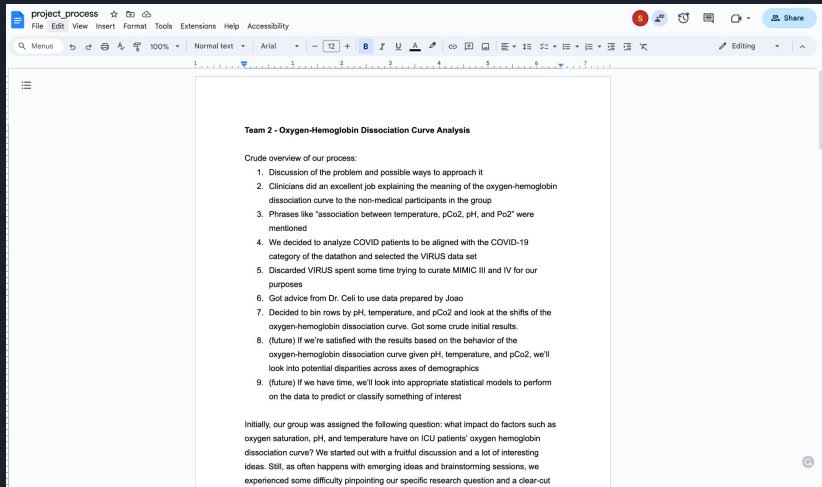 project_process
S
Share
File Edit View Insert Format Tools Extensions Help Accessibility
Menus 100% Normal text Arial 12 B I U A Editing
1 1 2 3 4 5 6 7
Team 2 - Oxygen-Hemoglobin Dissociation Curve Analysis
Crude overview of our process:
1. Discussion of the problem and possible ways to approach it
2. Clinicians did an excellent job explaining the meaning of the oxygen-hemoglobin
dissociation curve to the non-medical participants in the group
3. Phrases like “association between temperature, pCo2, pH, and Po2” were
mentioned
4. We decided to analyze COVID patients to be aligned with the COVID-19
category of the datathon and selected the VIRUS data set
5. Discarded VIRUS spent some time trying to curate MIMIC III and IV for our
purposes
6. Got advice from Dr. Celi to use data prepared by Joao
7. Decided to bin rows by pH, temperature, and pCo2 and look at the shifts of the
oxygen-hemoglobin dissociation curve. Got some crude initial results.
8. (future) If we’re satisfied with the results based on the behavior of the
oxygen-hemoglobin dissociation curve given pH, temperature, and pCo2, we’ll
look into potential disparities across axes of demographics
9. (future) If we have time, we’ll look into appropriate statistical models to perform
on the data to predict or classify something of interest
Initially, our group was assigned the following question: what impact do factors such as
oxygen saturation, pH, and temperature have on ICU patients’ oxygen hemoglobin
dissociation curve? We started out with a fruitful discussion and a lot of interesting
ideas. Still, as often happens with emerging ideas and brainstorming sessions, we
experienced some difficulty pinpointing our specific research question and a clear-cut